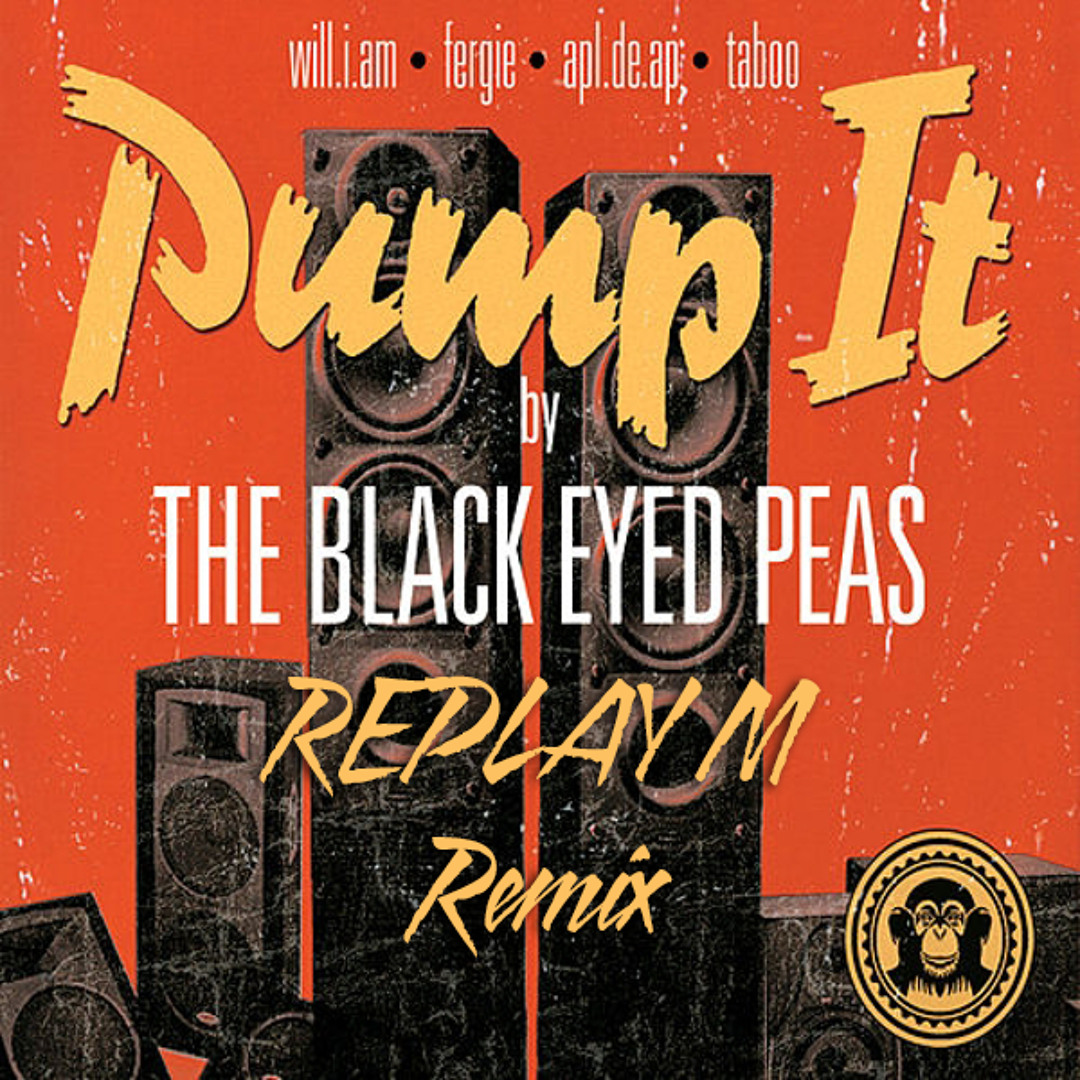 will.i.am • fergie • apl.de.ap • taboo
Pump It
by
THE BLACK EYED PEAS
REPLAY M
Remix